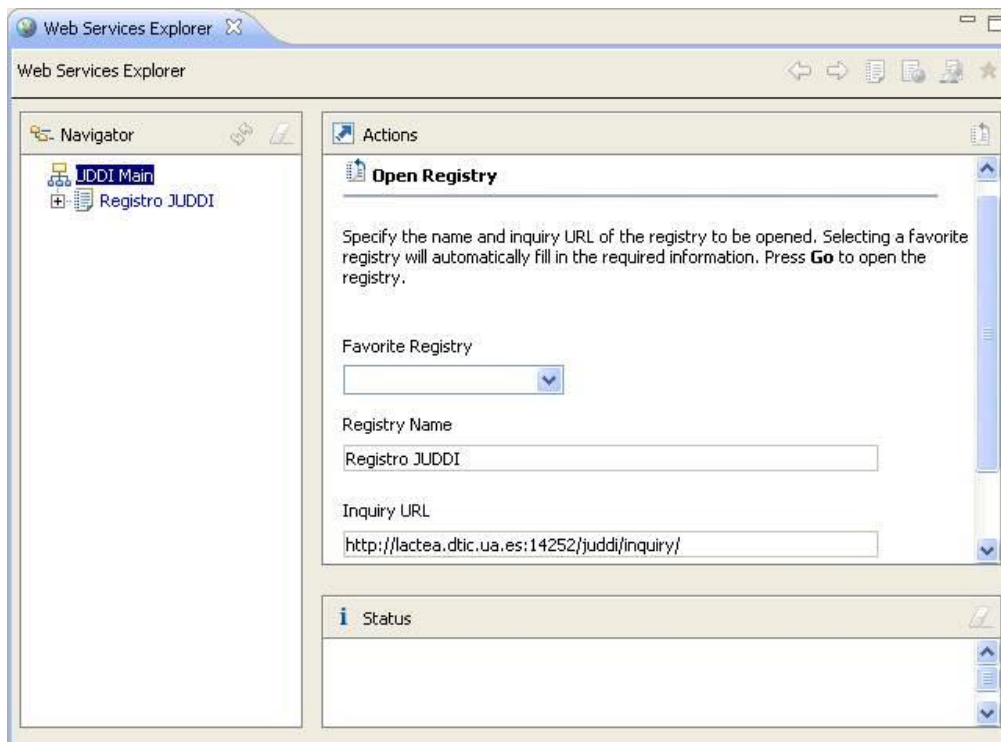 Web Services Explorer
Web Services Explorer
Navigator
UDDI Main
Registro JUDDI
Actions
Open Registry
Specify the name and inquiry URL of the registry to be opened. Selecting a favorite
registry will automatically fill in the required information. Press Go to open the
registry.
Favorite Registry
Registry Name
Registro JUDDI
Inquiry URL
http://lactea.dtic.ua.es:14252/juddi/inquiry/
i Status